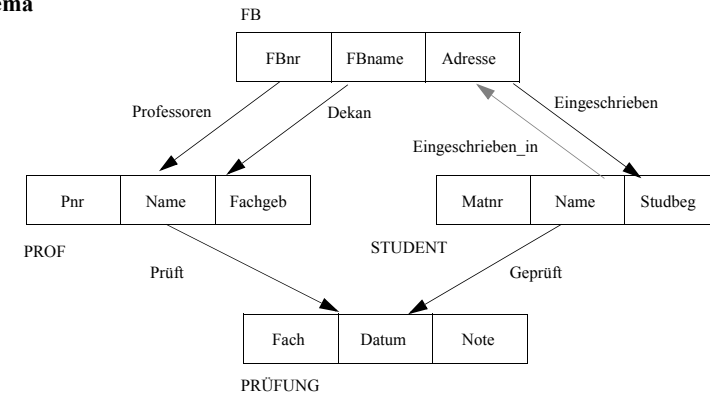 ema
FB
FBnr FBname Adresse
Professoren
Dekan
Eingeschrieben
Eingeschrieben_in
Pnr Name Fachgeb
Matnr Name Studbeg
PROF
STUDENT
Prüft
Geprüft
Fach Datum Note
PRÜFUNG